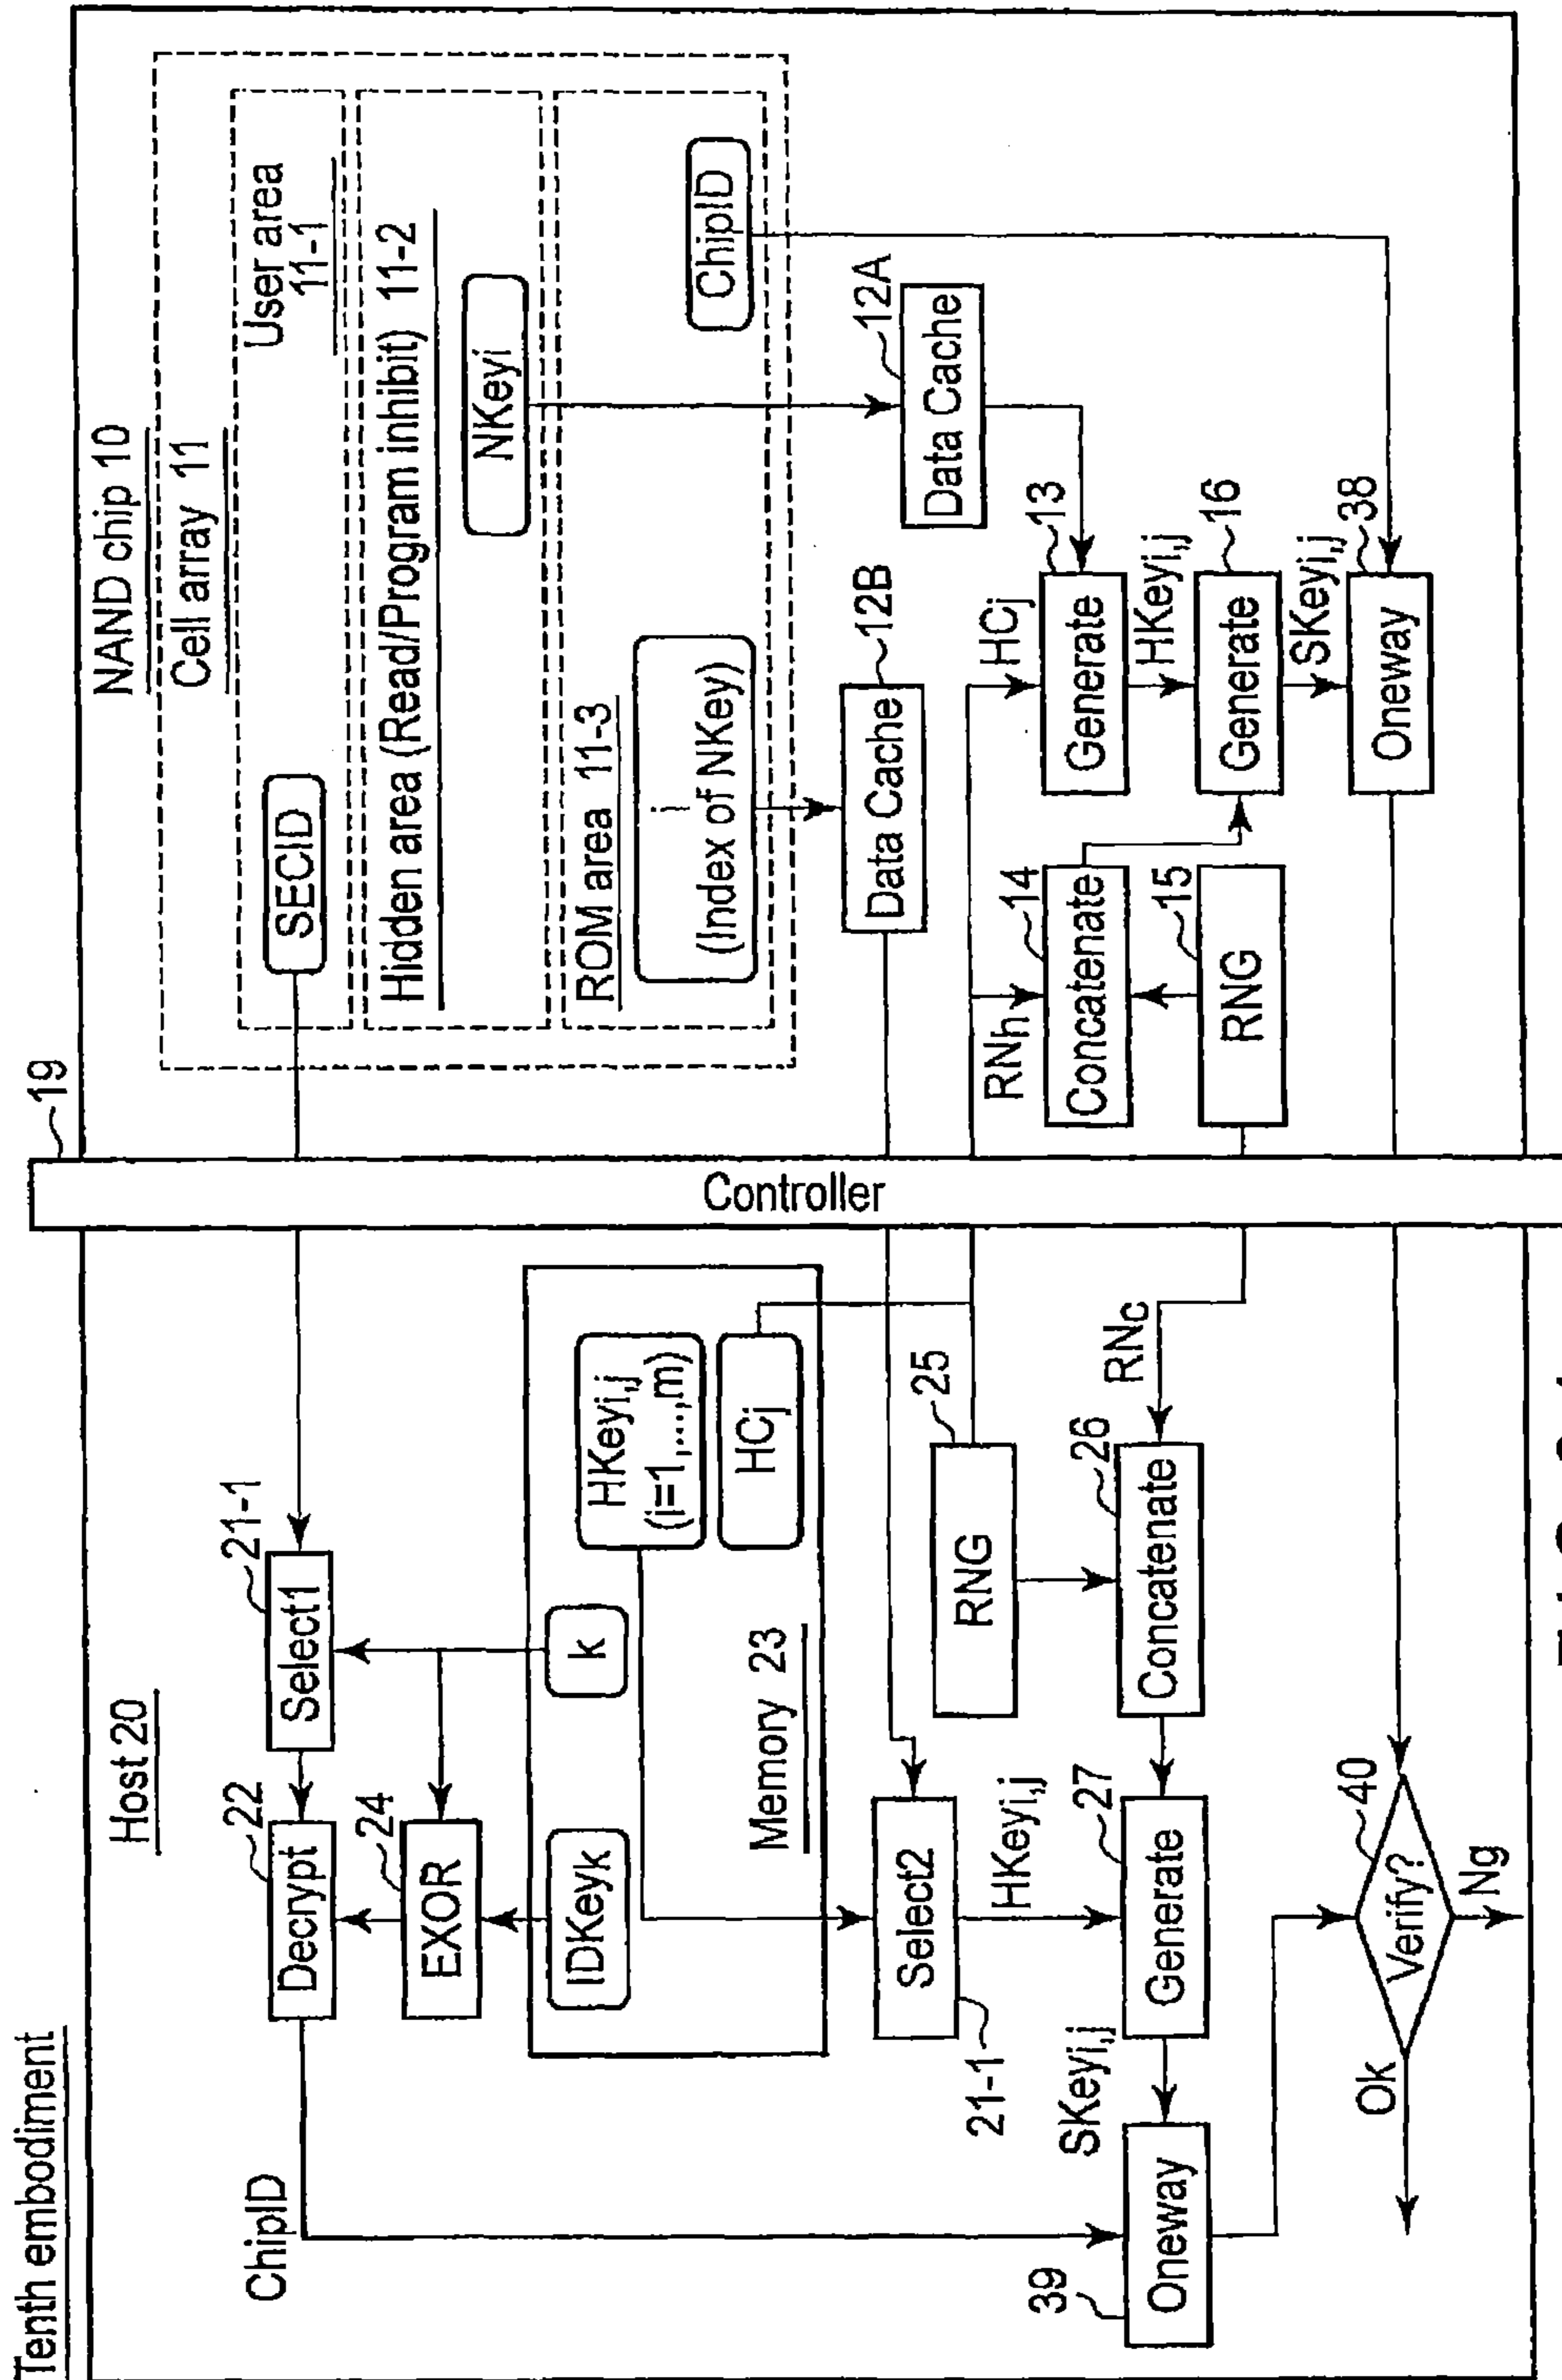 Tenth embodiment
Host 20
ChipID
Decrypt
22
Select1
21-1
EXOR
24
IDKeyk
k
HKeyi,j
(i=1,...,m)
HCj
Memory 23
Select2
21-1
HKeyi,j
RNG
25
RNc
SKeyi,j
Oneway
39
Generate
27
Concatenate
26
Verify?
40
Ok
Ng
Controller
19
NAND chip 10
Cell array 11
User area
11-1
SECID
Hidden area (Read/Program inhibit) 11-2
NKeyi
ROM area 11-3
i
(Index of NKey)
ChipID
Data Cache
12B
Data Cache
12A
HCj
RNh
Concatenate
14
Generate
13
HKeyi,j
RNG
15
Generate
16
SKeyi,j
Oneway
38